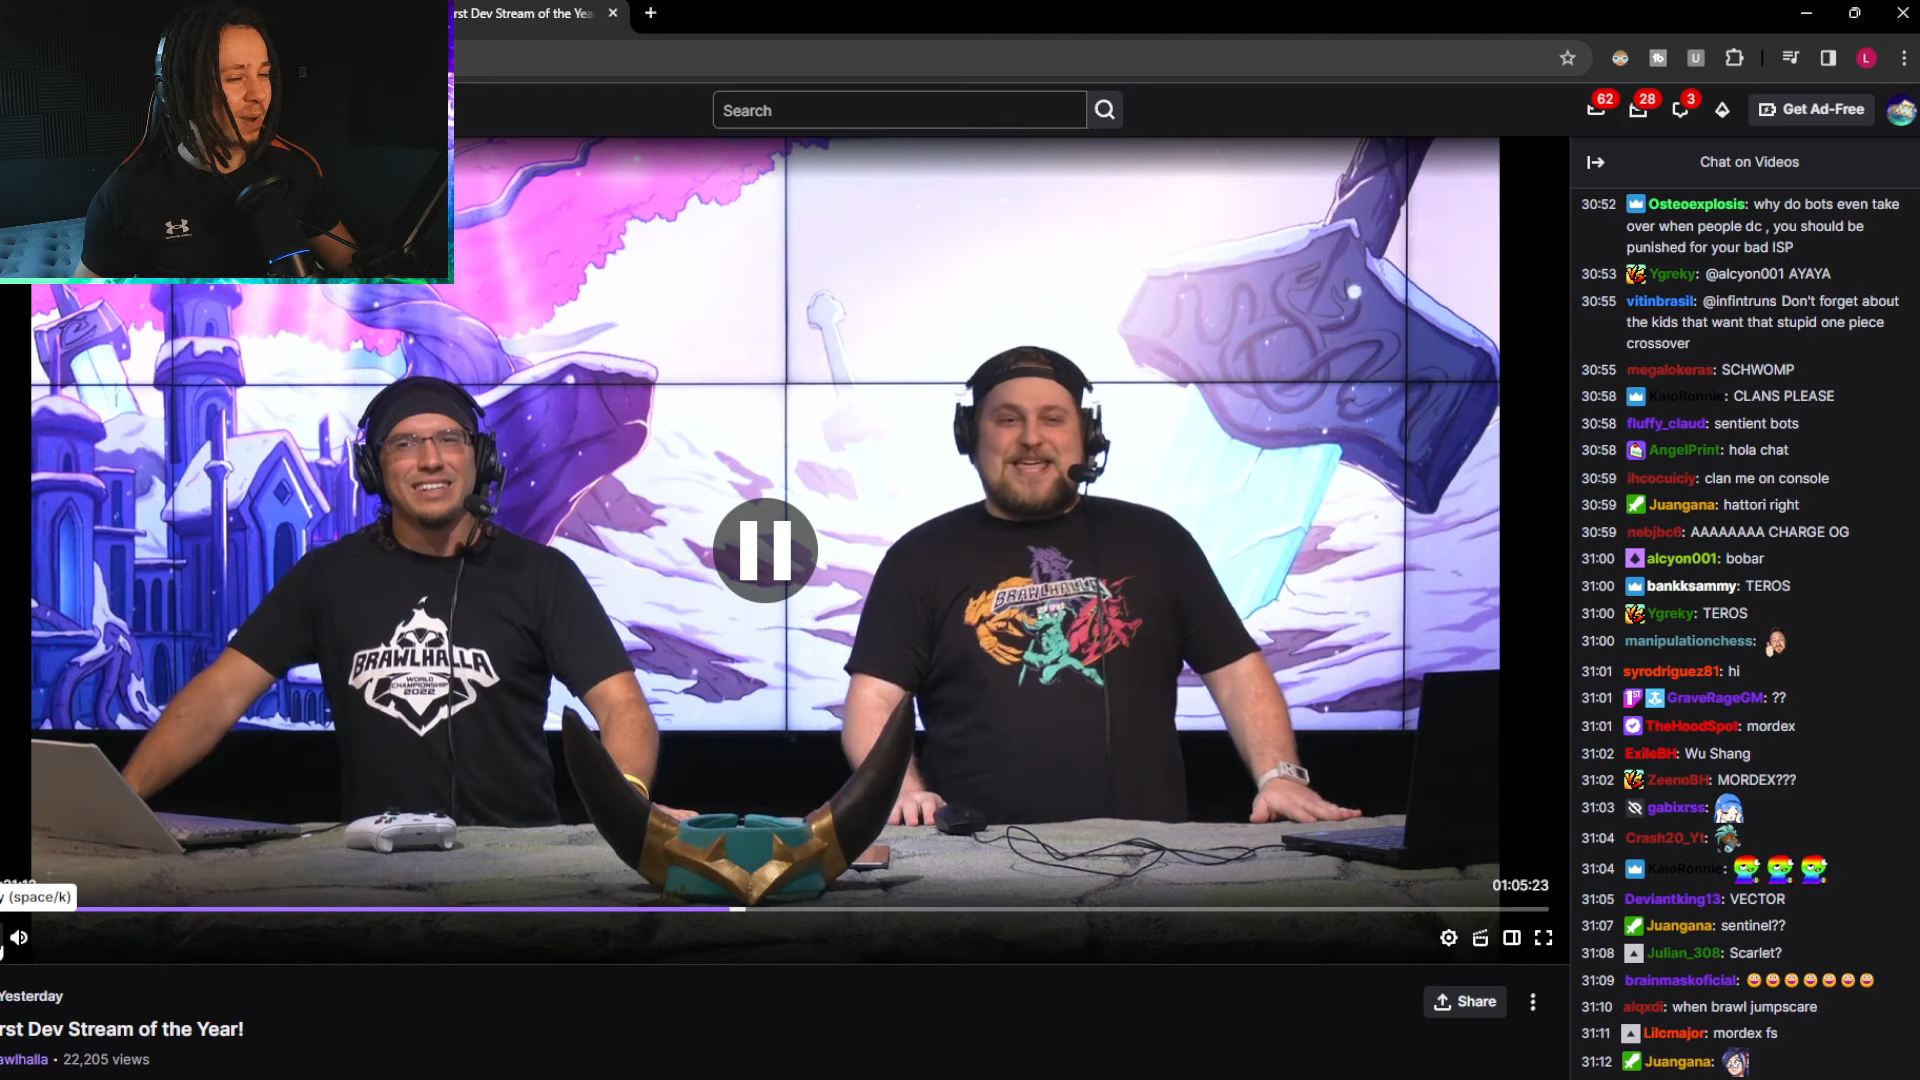 rst Dev Stream of the Yea
L
Search
62
28
3
Get Ad-Free
Chat on Videos
30:52 Osteoexplosis: why do bots even take
over when people dc , you should be
punished for your bad ISP
30:53 Ygreky: @alcyon001 AYAYA
30:55 vitinbrasil: @infintruns Don't forget about
the kids that want that stupid one piece
crossover
30:55 megalokeras: SCHWOMP
30:58 KaioRonnie: CLANS PLEASE
30:58 fluffy_claud: sentient bots
30:58 AngelPrint: hola chat
30:59 ihcocuiciy: clan me on console
30:59 Juangana: hattori right
30:59 nebjbc6: AAAAAAAA CHARGE OG
31:00 alcyon001: bobar
31:00 bankksammy: TEROS
31:00 Ygreky: TEROS
31:00 manipulationchess:
31:01 syrodriguez81: hi
31:01 1ST GraveRageGM: ??
31:01 TheHoodSpot: mordex
31:02 ExileBH: Wu Shang
31:02 ZeenoBH: MORDEX???
31:03 gabixrss:
31:04 Crash20_Yt:
31:04 KaioRonnie:
31:05 Deviantking13: VECTOR
31:07 Juangana: sentinel??
31:08 Julian_308: Scarlet?
31:09 brainmaskoficial:
31:10 alqxdi: when brawl jumpscare
31:11 Lilcmajor: mordex fs
31:12 Juangana:
BRAWLHALLA
WORLD
CHAMPIONSHIP
2022
BRAWLHALLA
01:05:23
y (space/k)
Yesterday
Share
rst Dev Stream of the Year!
awlhalla • 22,205 views